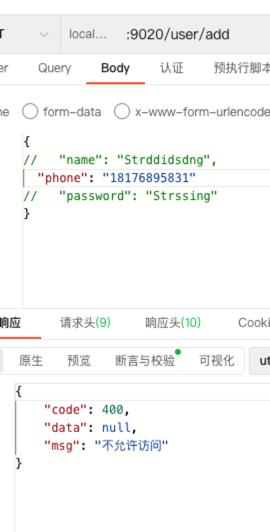 T local... :9020/user/add
er Query Body 认证 预执行脚本
ne form-data x-www-form-urlencode
{
// "name": "Strddidsdng",
"phone": "18176895831"
// "password": "Strssing"
}
响应 请求头(9) 响应头(10) Cooki
原生 预览 断言与校验 可视化 ut
{
"code": 400,
"data": null,
"msg": "不允许访问"
}